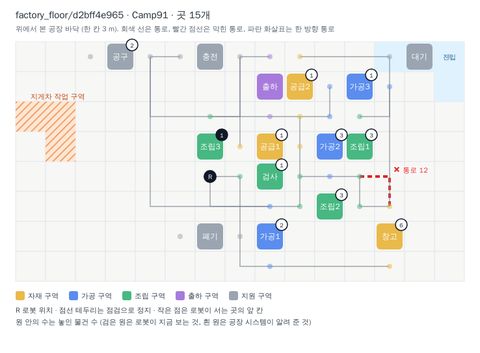 factory_floor/d2bff4e965 · Camp91 · 곳 15개
위에서 본 공장 바닥 (한 칸 3 m). 회색 선은 통로, 빨간 점선은 막힌 통로, 파란 화살표는 한 방향 통로
공구 2
충전
대기
진입
출하
공급2 1
가공3 1
지게차 작업 구역
조립3 1
공급1
가공2 3
조립1 3
검사 1
R
통로 12
조립2 3
폐기
가공1 2
창고 6
자재 구역
가공 구역
조립 구역
출하 구역
지원 구역
R 로봇 위치 · 점선 테두리는 점검으로 정지 · 작은 점은 로봇이 서는 곳의 앞 칸
원 안의 수는 놓인 물건 수 (검은 원은 로봇이 지금 보는 것, 흰 원은 공장 시스템이 알려 준 것)